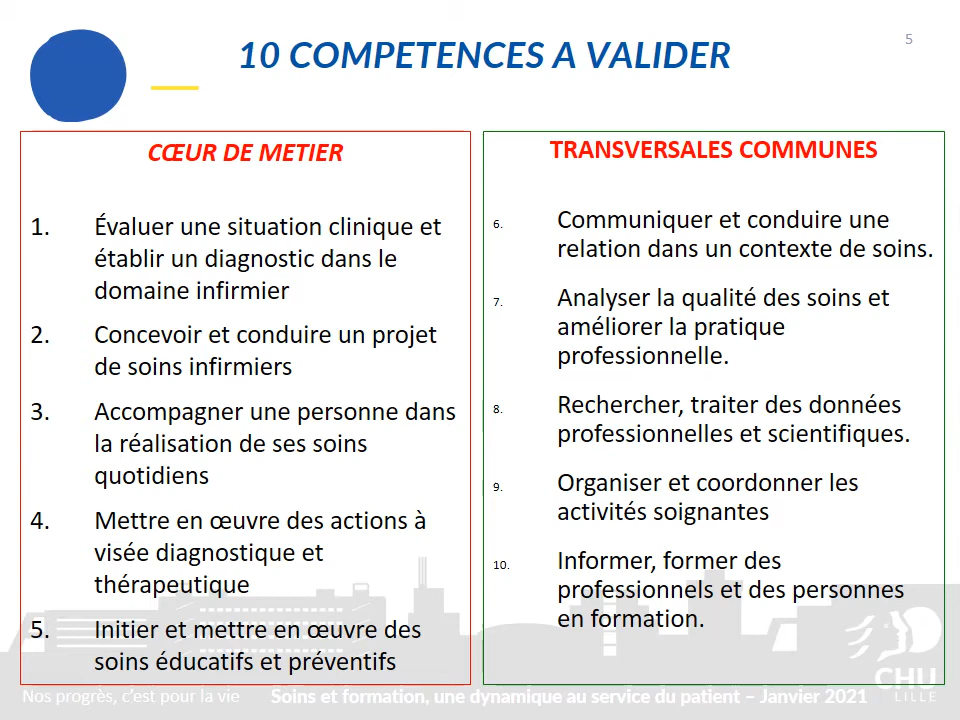 10 COMPETENCES A VALIDER
5
CŒUR DE METIER
1. Évaluer une situation clinique et
établir un diagnostic dans le
domaine infirmier
2. Concevoir et conduire un projet
de soins infirmiers
3. Accompagner une personne dans
la réalisation de ses soins
quotidiens
4. Mettre en œuvre des actions à
visée diagnostique et
thérapeutique
5. Initier et mettre en œuvre des
soins éducatifs et préventifs
TRANSVERSALES COMMUNES
6. Communiquer et conduire une
relation dans un contexte de soins.
7. Analyser la qualité des soins et
améliorer la pratique
professionnelle.
8. Rechercher, traiter des données
professionnelles et scientifiques.
9. Organiser et coordonner les
activités soignantes
10. Informer, former des
professionnels et des personnes
en formation.
Nos progrès, c'est pour la vie
Soins et formation, une dynamique au service du patient – Janvier 2021
CHU
LILLE